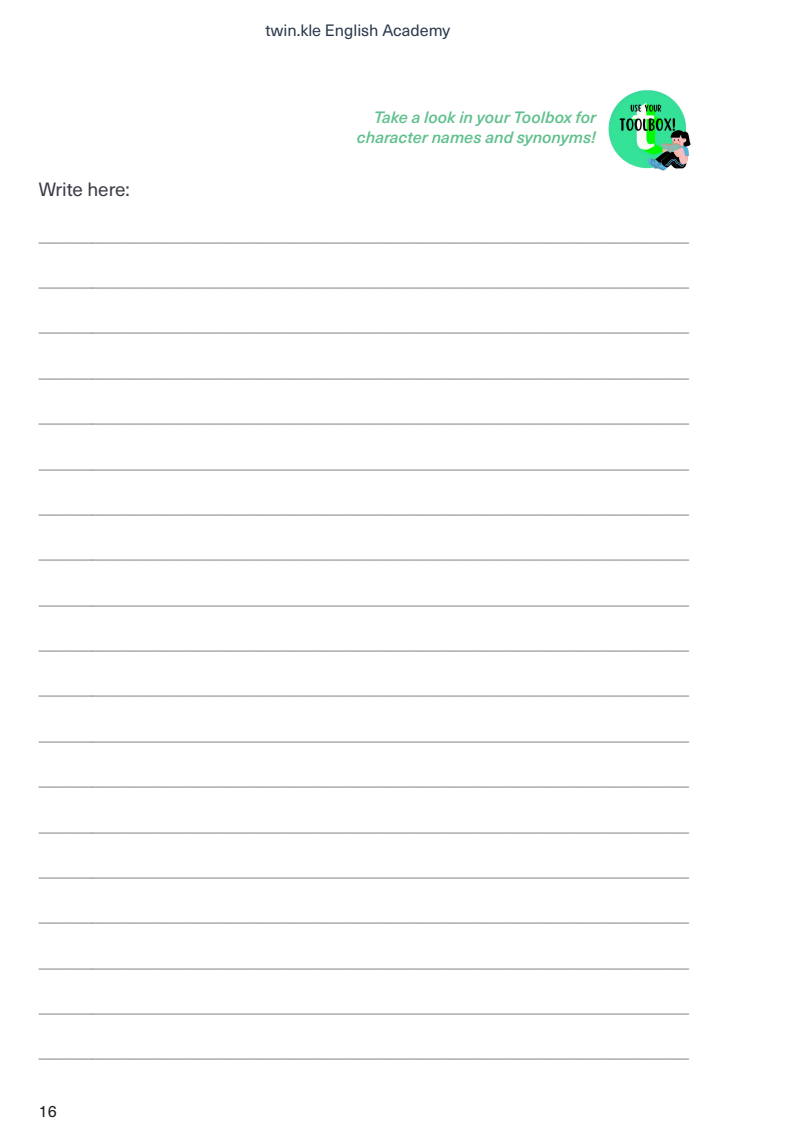 twin.kle English Academy
Take a look in your Toolbox for
character names and synonyms!
USE YOUR
TOOLBOX!
Write here:
16